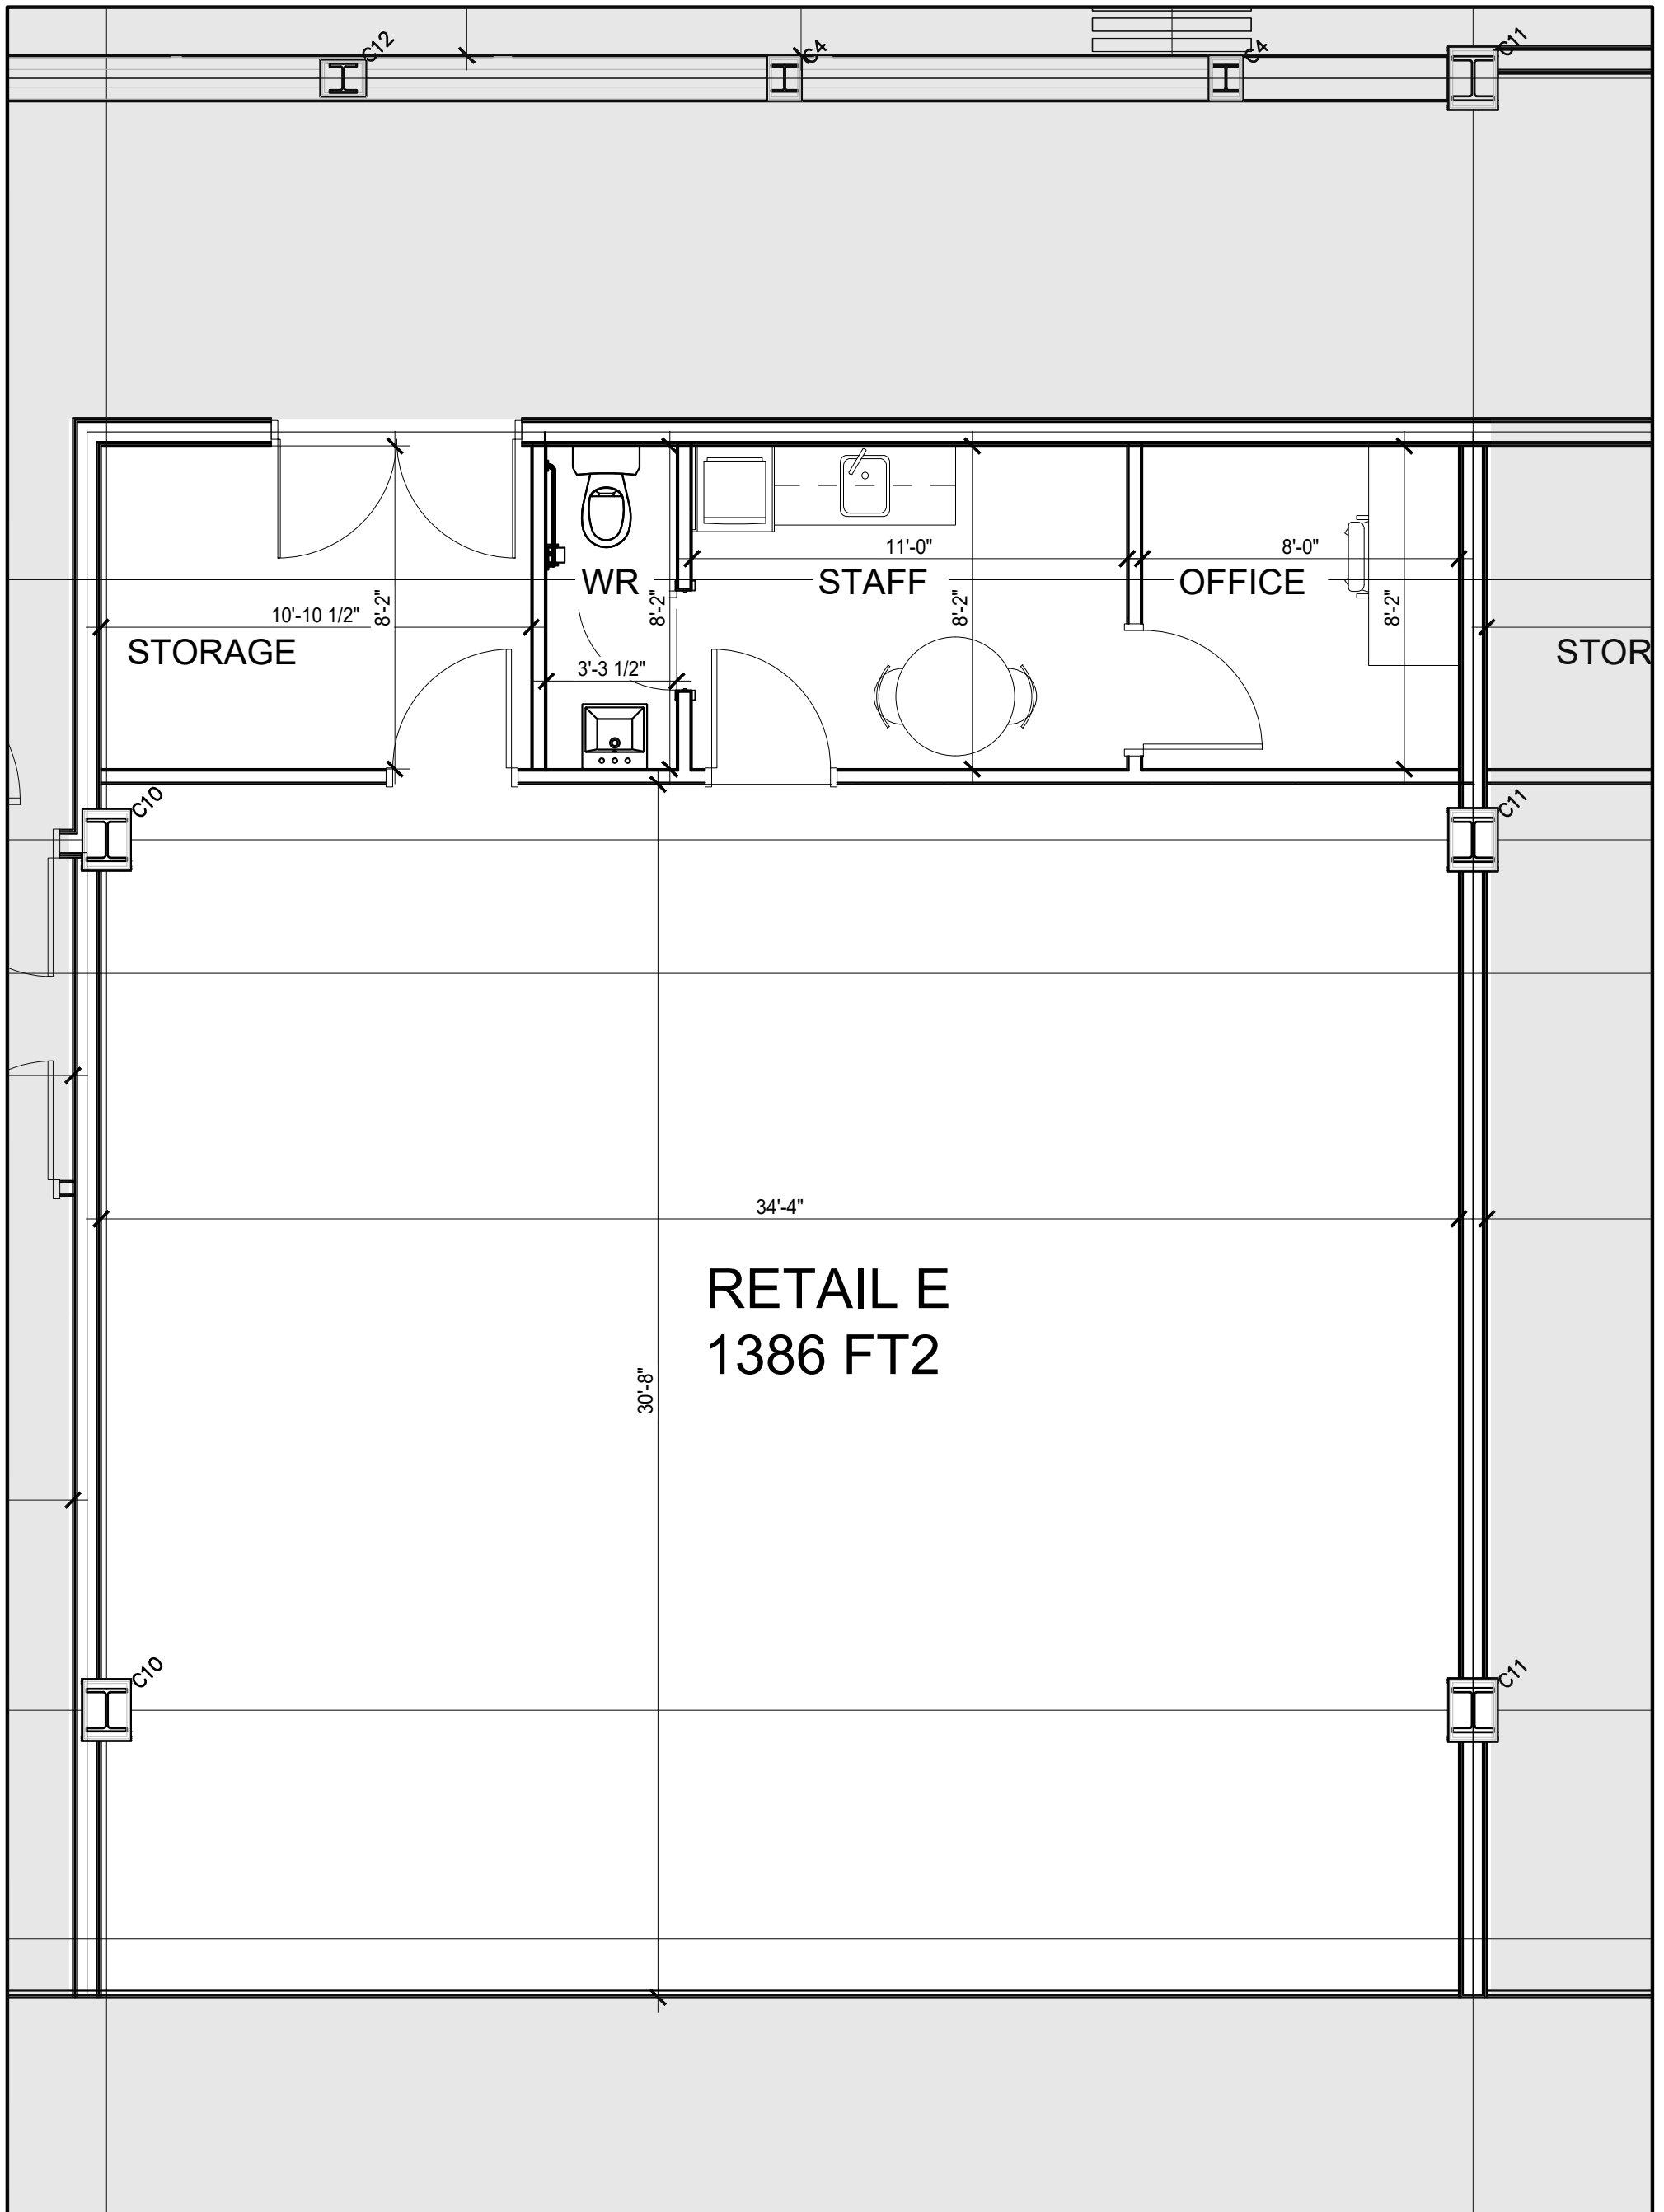 C12
C4
C4
C11
11'-0"
8'-0"
WR
STAFF
OFFICE
10'-10 1/2"
8'-2"
8'-2"
8'-2"
8'-2"
STORAGE
STOR
3'-3 1/2"
C10
C11
34'-4"
RETAIL E
1386 FT2
30'-8"
C10
C11